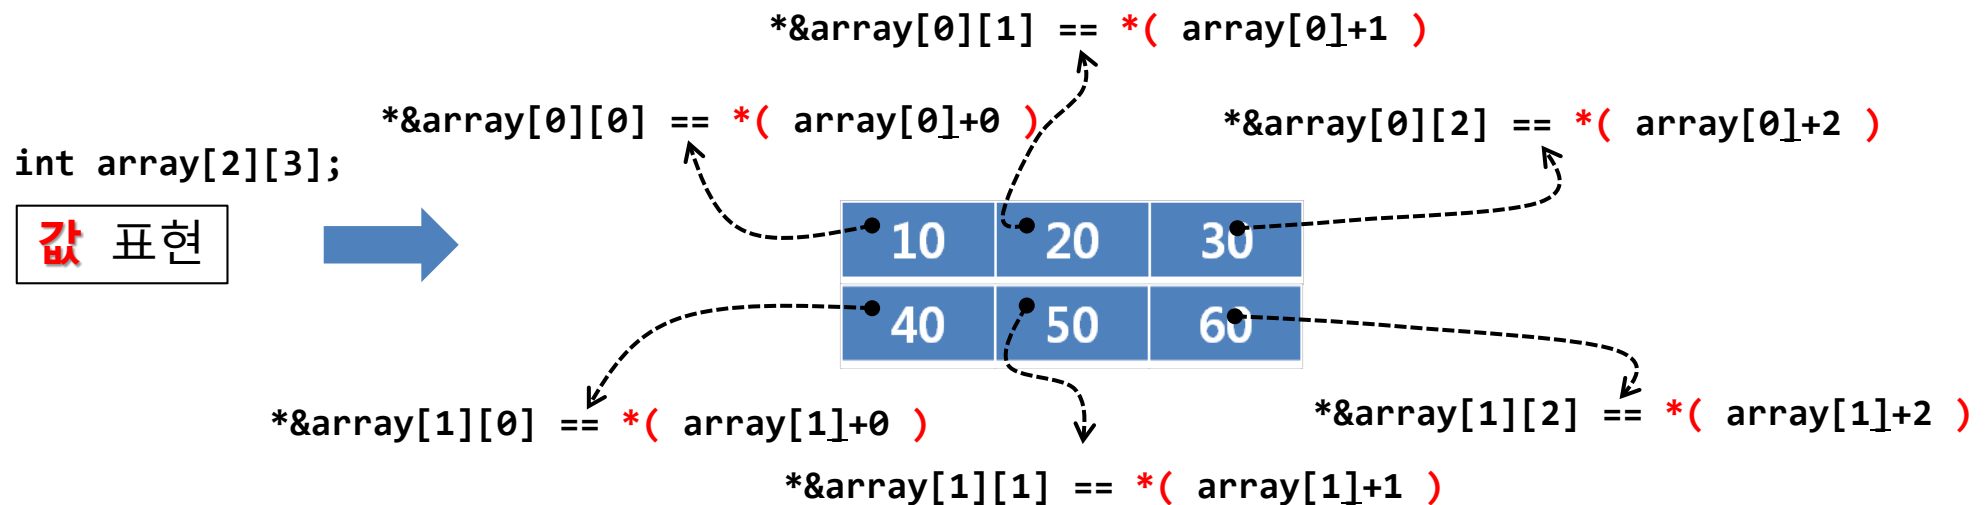 *&array[0][1] == *( array[0]+1 )
*&array[0][0] == *( array[0]+0 )
*&array[0][2] == *( array[0]+2 )
int array[2][3];
값 표현
10 20 30
40 50 60
*&array[1][0] == *( array[1]+0 )
*&array[1][2] == *( array[1]+2 )
*&array[1][1] == *( array[1]+1 )